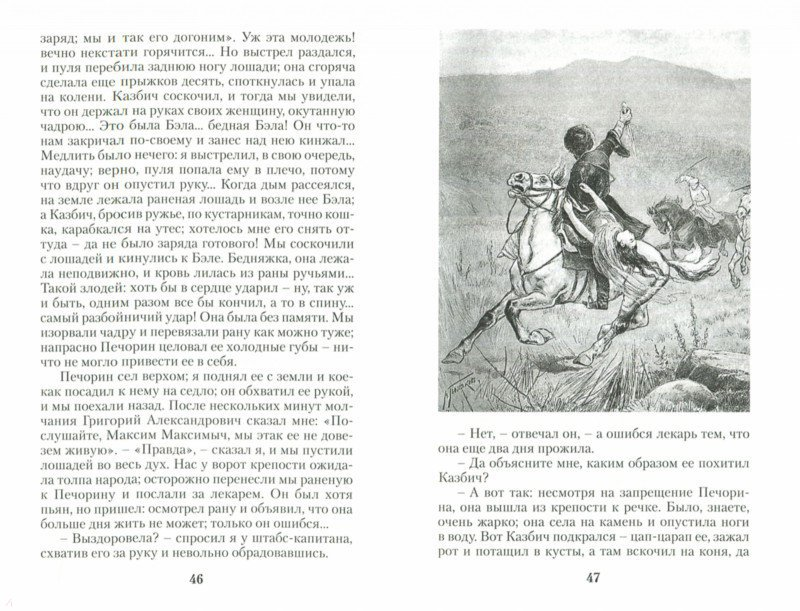 заряд; мы и так его догоним». Уж эта молодежь!
вечно некстати горячится... Но выстрел раздался,
и пуля перебила заднюю ногу лошади; она сгоряча
сделала еще прыжков десять, споткнулась и упала
на колени. Казбич соскочил, и тогда мы увидели,
что он держал на руках своих женщину, окутанную
чадрою... Это была Бэла... бедная Бэла! Он что-то
нам закричал по-своему и занес над нею кинжал...
Медлить было нечего: я выстрелил, в свою очередь,
наудачу; верно, пуля попала ему в плечо, потому
что вдруг он опустил руку... Когда дым рассеялся,
на земле лежала раненая лошадь и возле нее Бэла;
а Казбич, бросив ружье, по кустарникам, точно кош-
ка, карабкался на утес; хотелось мне его снять от-
туда – да не было заряда готового! Мы соскочили
с лошадей и кинулись к Бэле. Бедняжка, она лежа-
ла неподвижно, и кровь лилась из раны ручьями...
Такой злодей: хоть бы в сердце ударил – ну, так уж
и быть, одним разом все бы кончил, а то в спину...
самый разбойничий удар! Она была без памяти. Мы
изорвали чадру и перевязали рану как можно туже;
напрасно Печорин целовал ее холодные губы – ни-
что не могло привести ее в себя.
Печорин сел верхом; я поднял ее с земли и кое-
как посадил к нему на седло; он обхватил ее рукой,
и мы поехали назад. После нескольких минут мол-
чания Григорий Александрович сказал мне: «По-
слушайте, Максим Максимыч, мы этак ее не дове-
зем живую». – «Правда», – сказал я, и мы пустили
лошадей во весь дух. Нас у ворот крепости ожида-
ла толпа народа; осторожно перенесли мы раненую
к Печорину и послали за лекарем. Он был хотя
пьян, но пришел: осмотрел рану и объявил, что она
больше дня жить не может; только он ошибся...
– Выздоровела? – спросил я у штабс-капитана,
схватив его за руку и невольно обрадовавшись.
46
– Нет, – отвечал он, – а ошибся лекарь тем, что
она еще два дня прожила.
– Да объясните мне, каким образом ее похитил
Казбич?
– А вот так: несмотря на запрещение Печори-
на, она вышла из крепости к речке. Было, знаете,
очень жарко; она села на камень и опустила ноги
в воду. Вот Казбич подкрался – цап-царап ее, зажал
рот и потащил в кусты, а там вскочил на коня, да
47